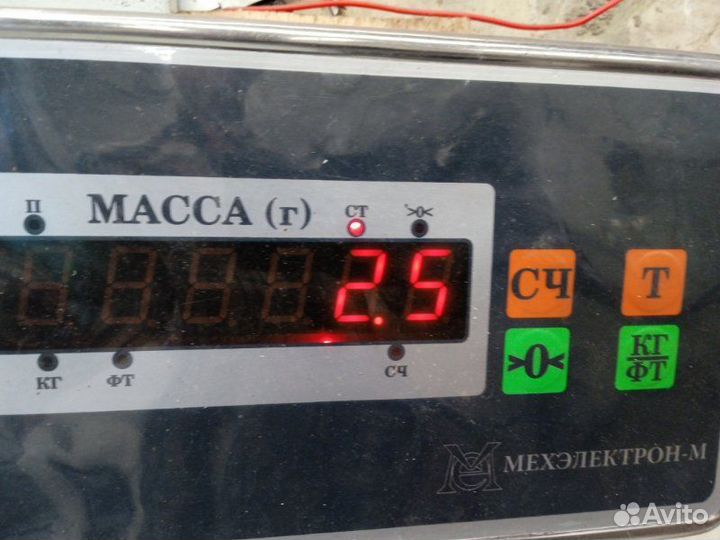 П МАССА (г) СТ >0<
2.5
КГ ФТ СЧ
СЧ Т
>0< КГ/ФТ
МЕХЭЛЕКТРОН-М
Avito